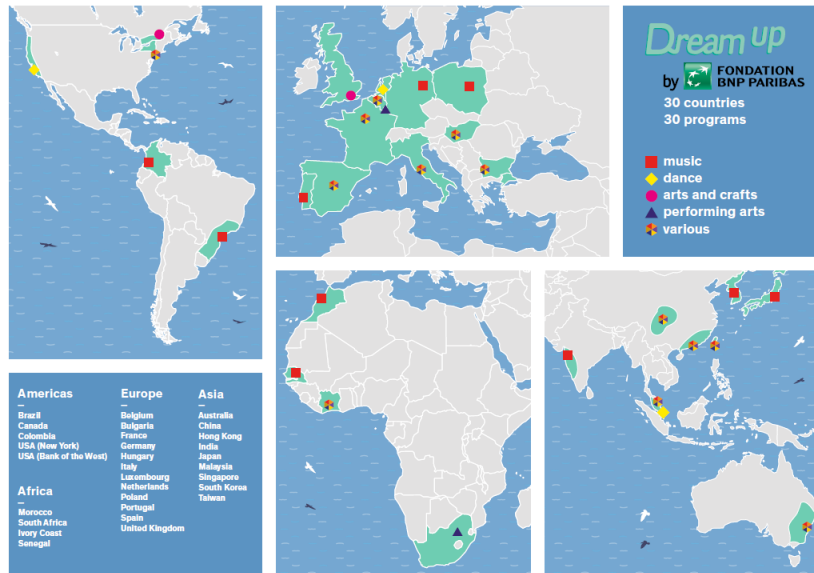 Dream up
by FONDATION
BNP PARIBAS
30 countries
30 programs
music
dance
arts and crafts
performing arts
various
Americas
Brazil
Canada
Colombia
USA (New York)
USA (Bank of the West)
Africa
Morocco
South Africa
Ivory Coast
Senegal
Europe
Belgium
Bulgaria
France
Germany
Hungary
Italy
Luxembourg
Netherlands
Poland
Portugal
Spain
United Kingdom
Asia
Australia
China
Hong Kong
India
Japan
Malaysia
Singapore
South Korea
Taiwan